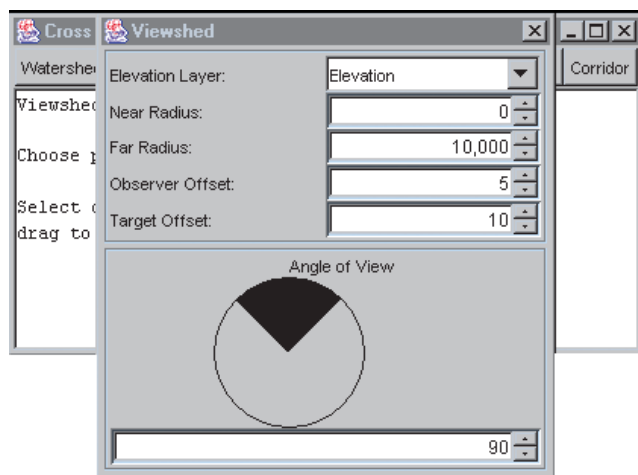 Cross
Viewshed
Watershe
Corridor
Viewshed
Choose
Select
drag to
Elevation Layer:
Elevation
Near Radius:
0
Far Radius:
10,000
Observer Offset:
5
Target Offset:
10
Angle of View
90